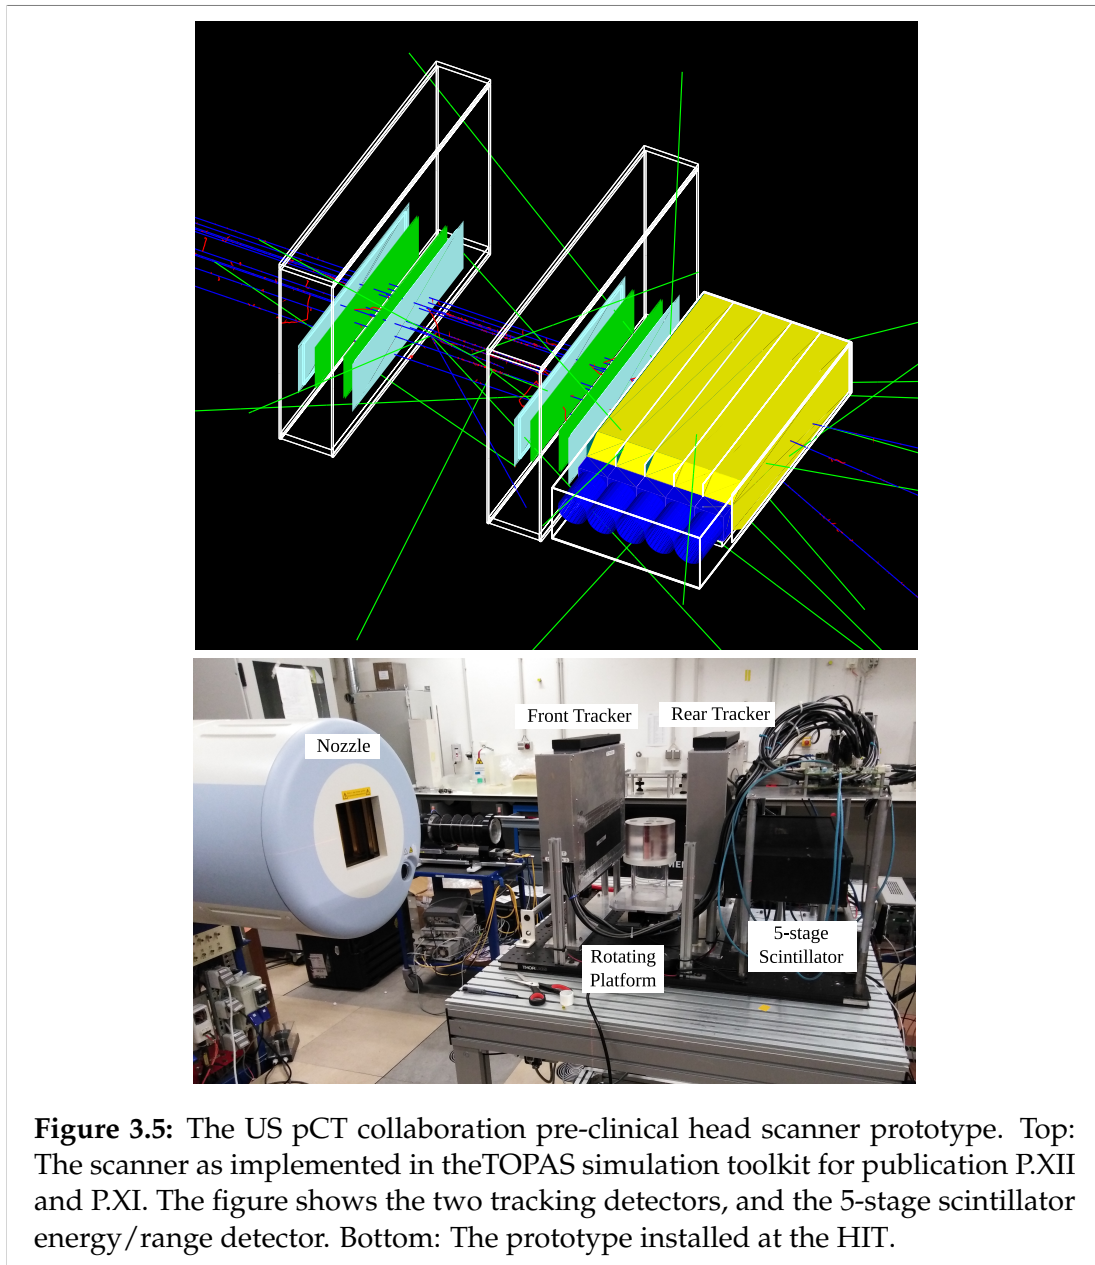 Front Tracker
Rear Tracker
Nozzle
5-stage
Scintillator
Rotating
Platform
Figure 3.5: The US pCT collaboration pre-clinical head scanner prototype. Top:
The scanner as implemented in theTOPAS simulation toolkit for publication P.XII
and P.XI. The figure shows the two tracking detectors, and the 5-stage scintillator
energy/range detector. Bottom: The prototype installed at the HIT.